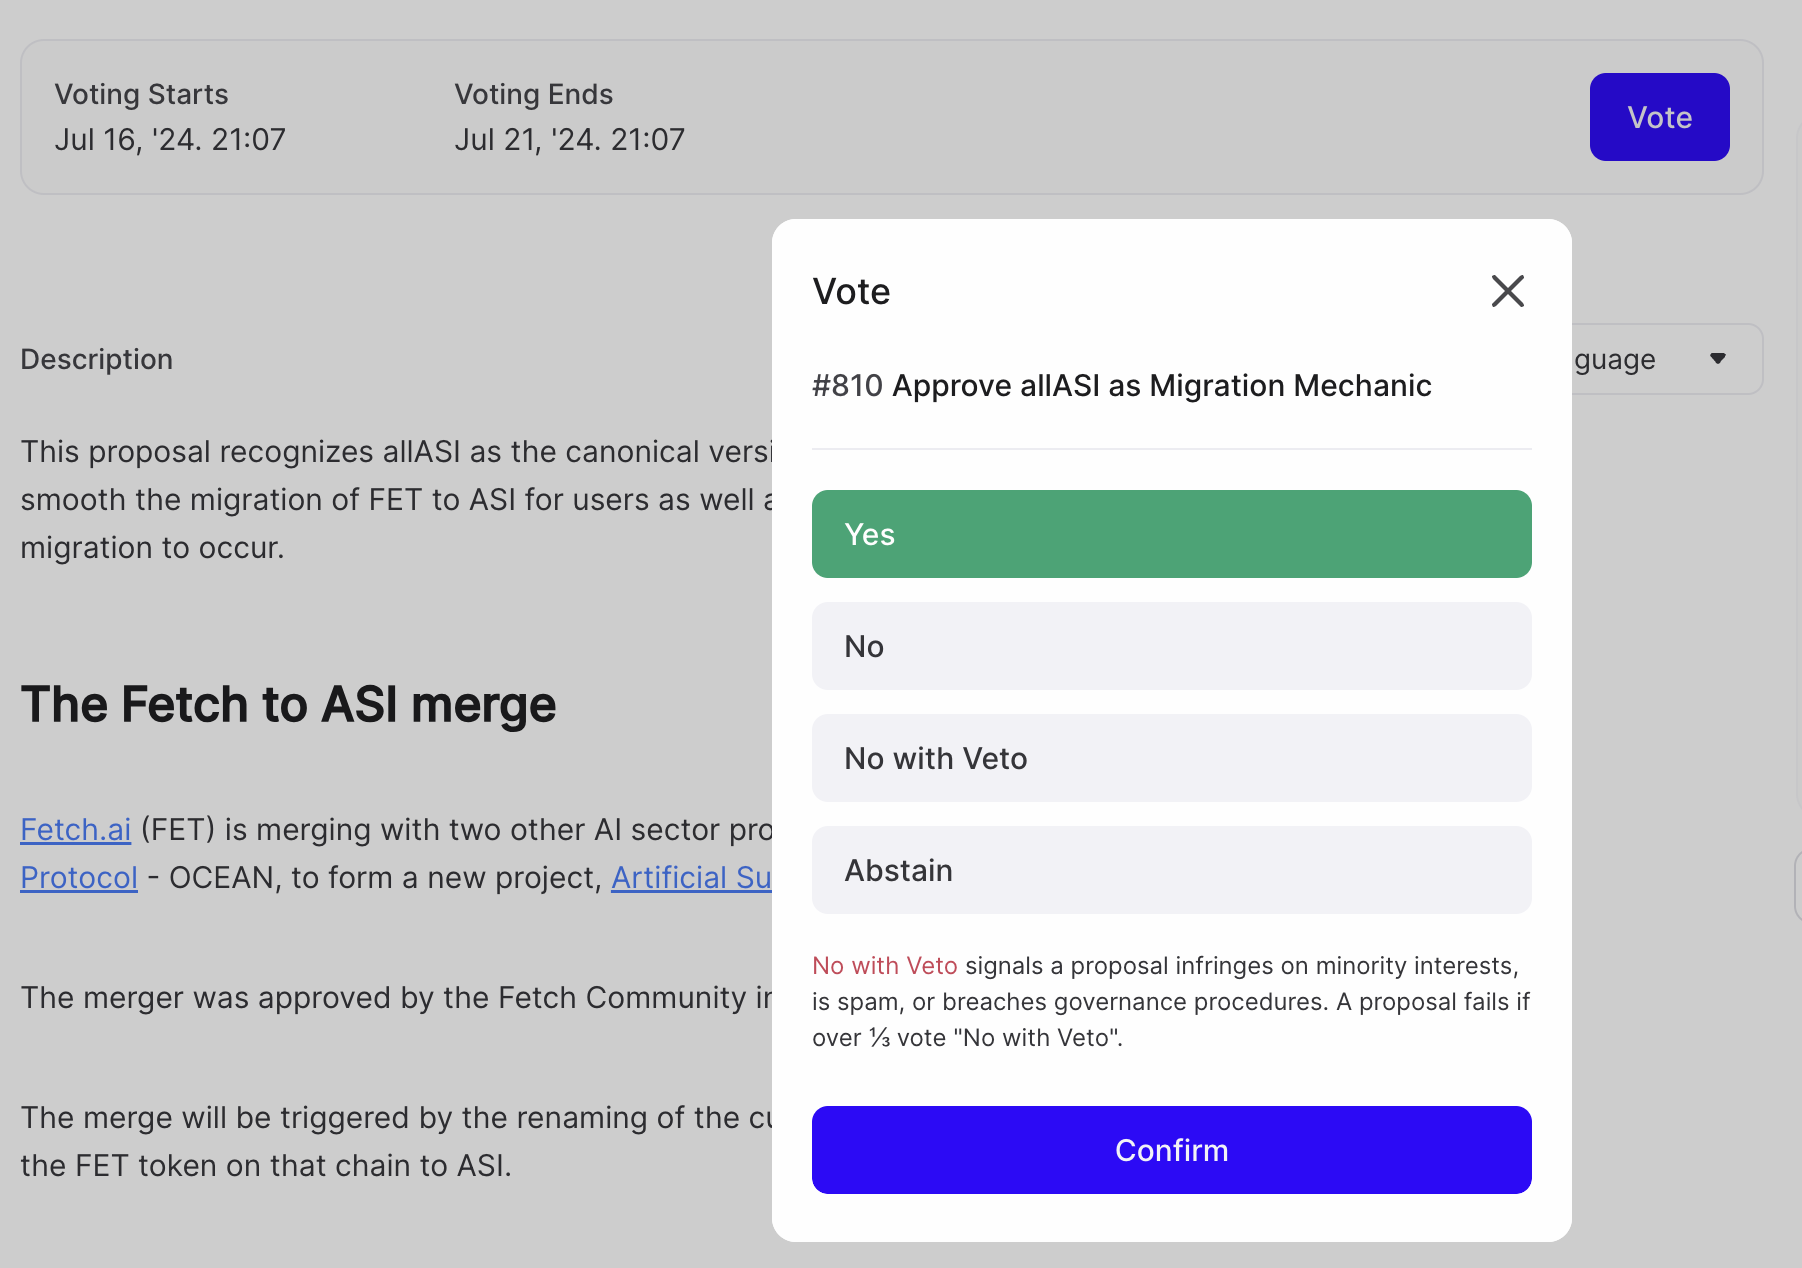 Voting Starts
Jul 16, '24. 21:07
Voting Ends
Jul 21, '24. 21:07
Vote
Description
This proposal recognizes allASI as the canonical
smooth the migration of FET to ASI for users as well
migration to occur.
The Fetch to ASI merge
Fetch.ai (FET) is merging with two other AI sector
Protocol - OCEAN, to form a new project, Artificial
The merger was approved by the Fetch Community
The merge will be triggered by the renaming of the
the FET token on that chain to ASI.
Vote
#810 Approve allASI as Migration Mechanic
Yes
No
No with Veto
Abstain
No with Veto signals a proposal infringes on minority interests,
is spam, or breaches governance procedures. A proposal fails if
over ⅓ vote "No with Veto".
Confirm